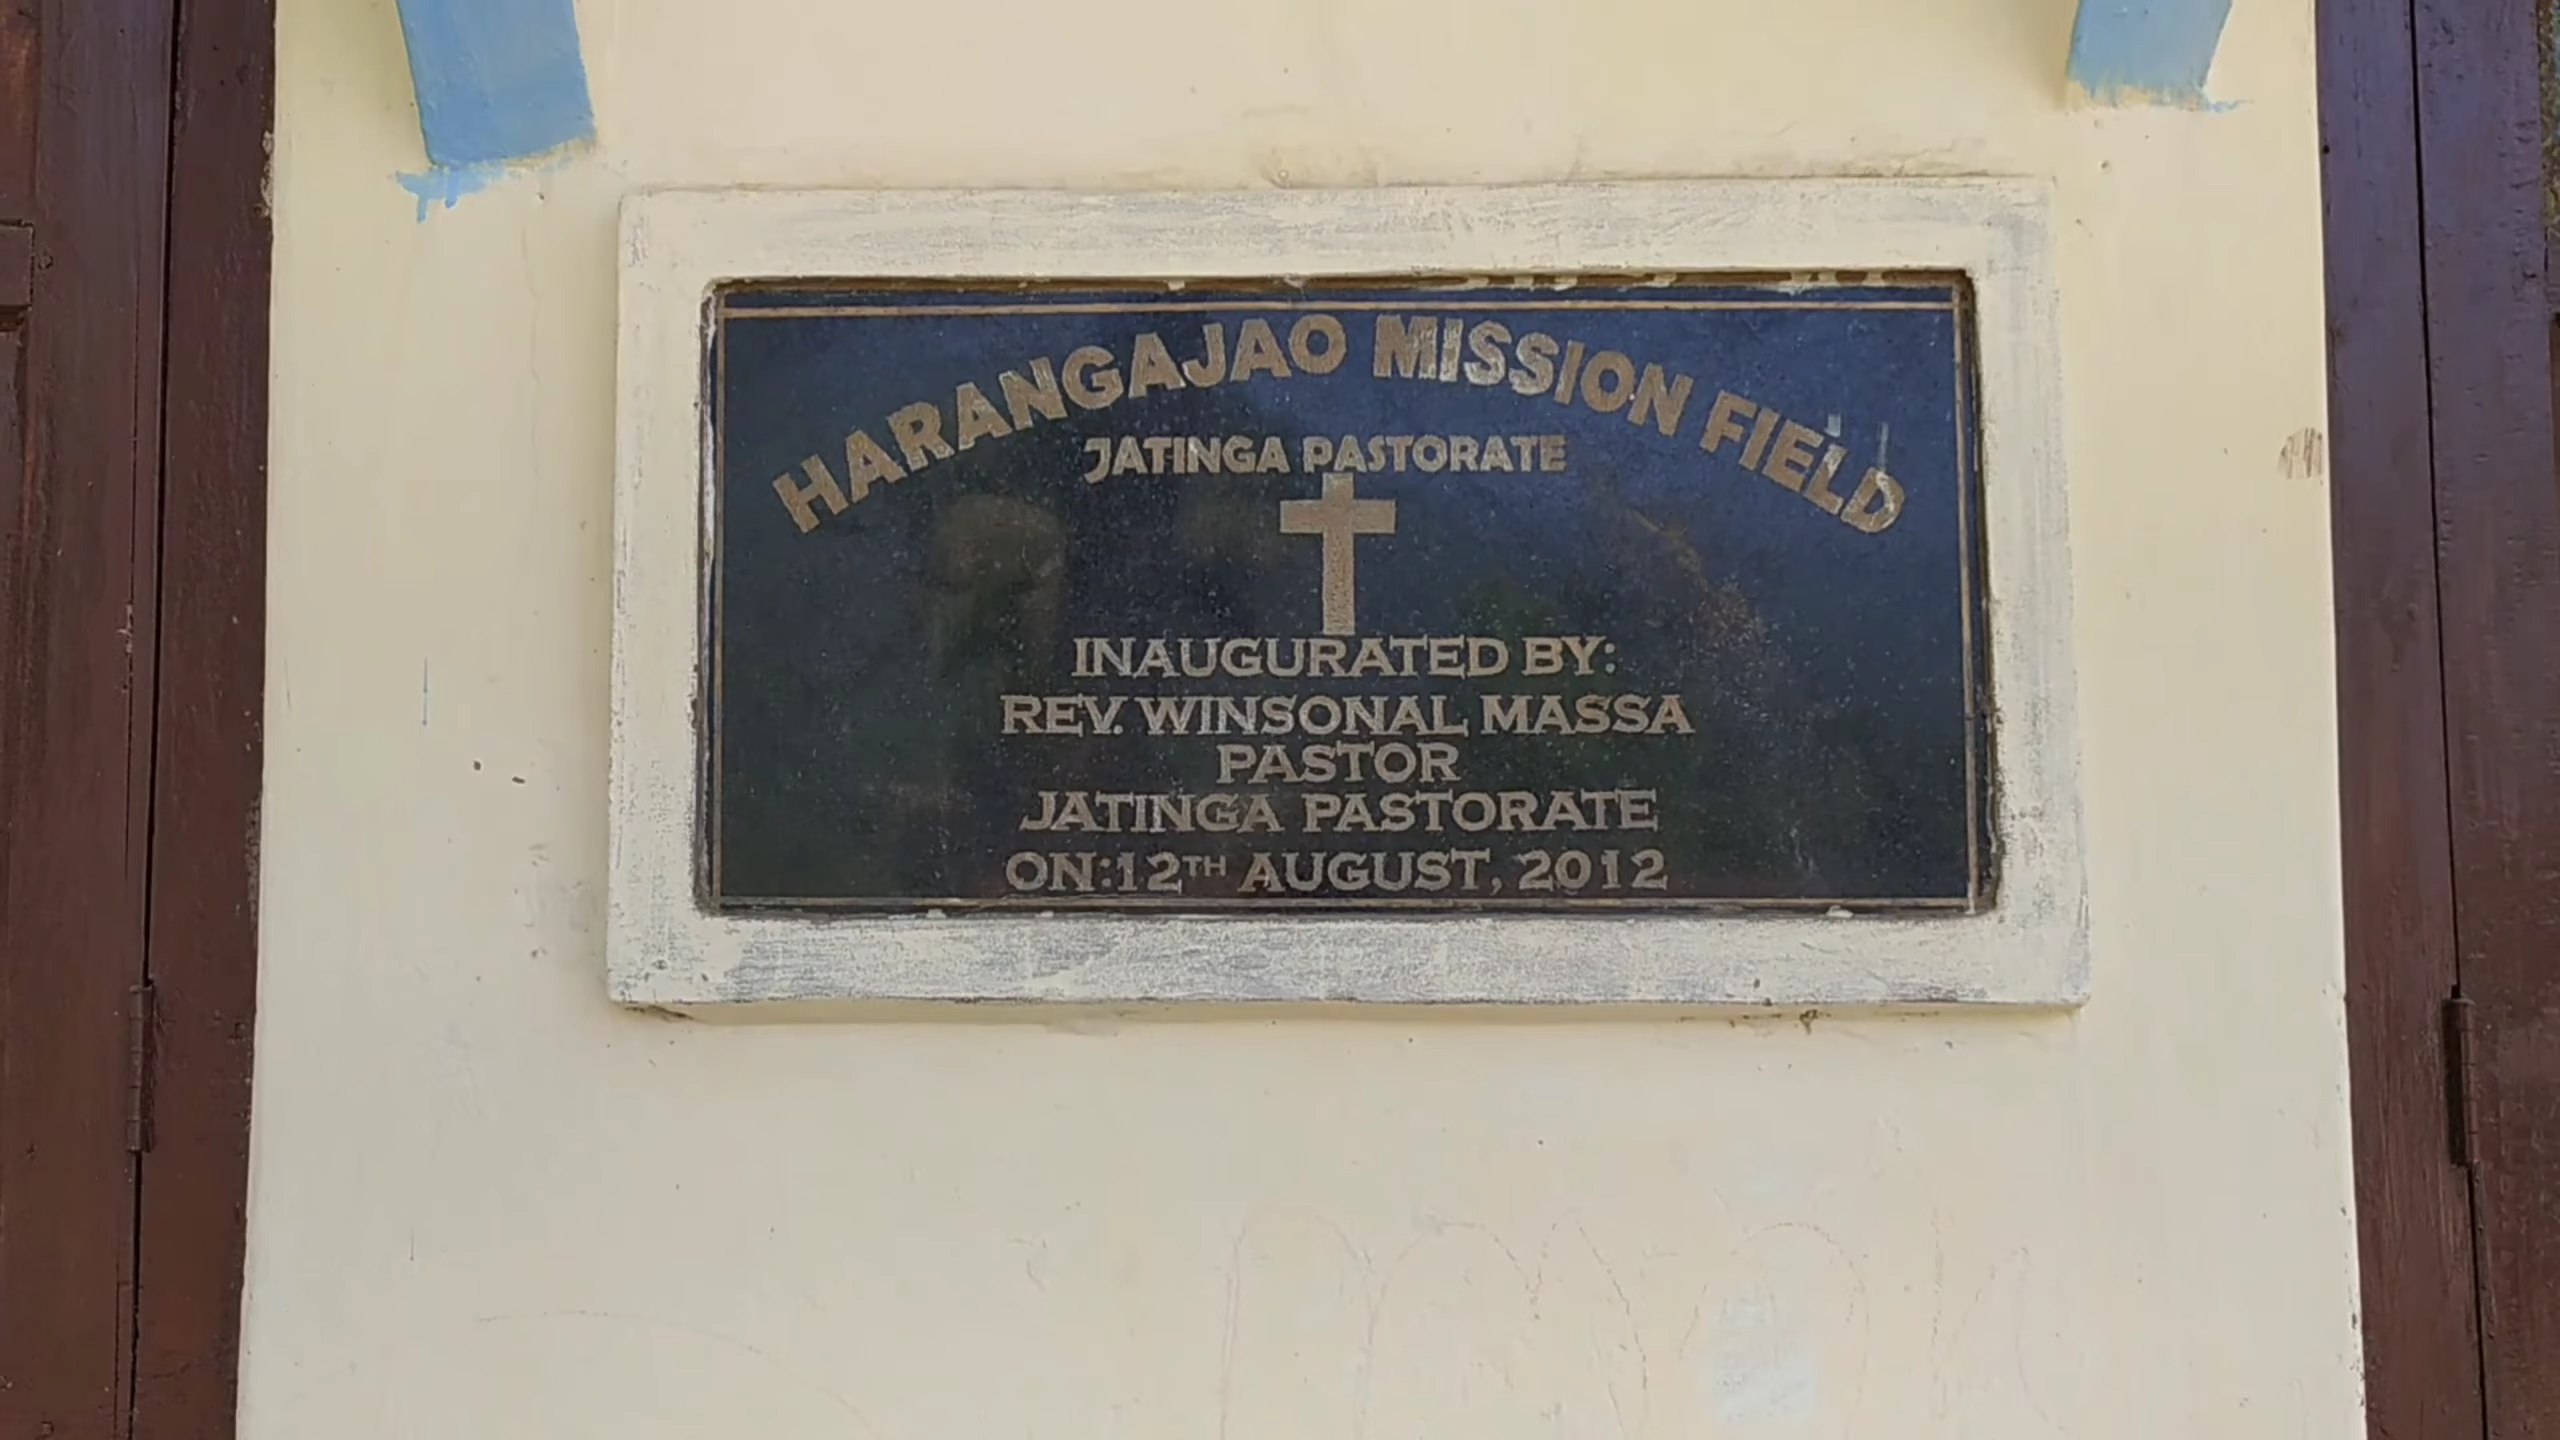 HARANGAJAO MISSION FIELD
JATINGA PASTORATE
INAUGURATED BY:
REV. WINSONAL MASSA
PASTOR
JATINGA PASTORATE
ON:12TH AUGUST, 2012